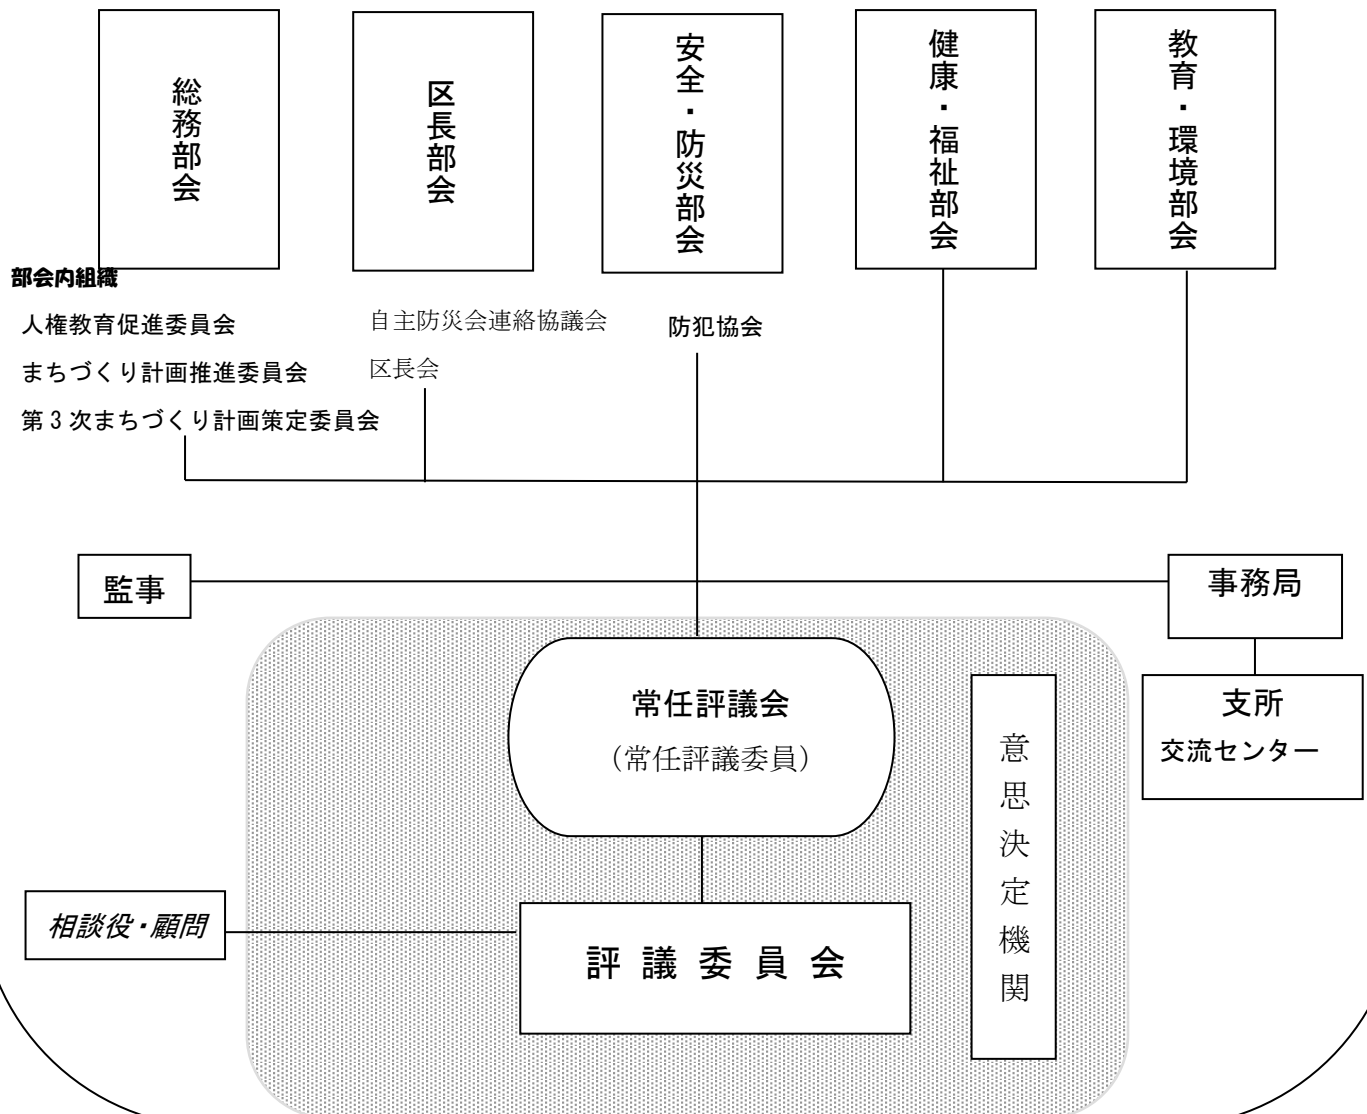 総務部会
区長部会
安全・防災部会
健康・福祉部会
教育・環境部会
部会内組織
人権教育促進委員会
まちづくり計画推進委員会
第3次まちづくり計画策定委員会
自主防災会連絡協議会
区長会
防犯協会
監事
事務局
支所
交流センター
常任評議会
（常任評議委員）
意思決定機関
相談役・顧問
評議委員会